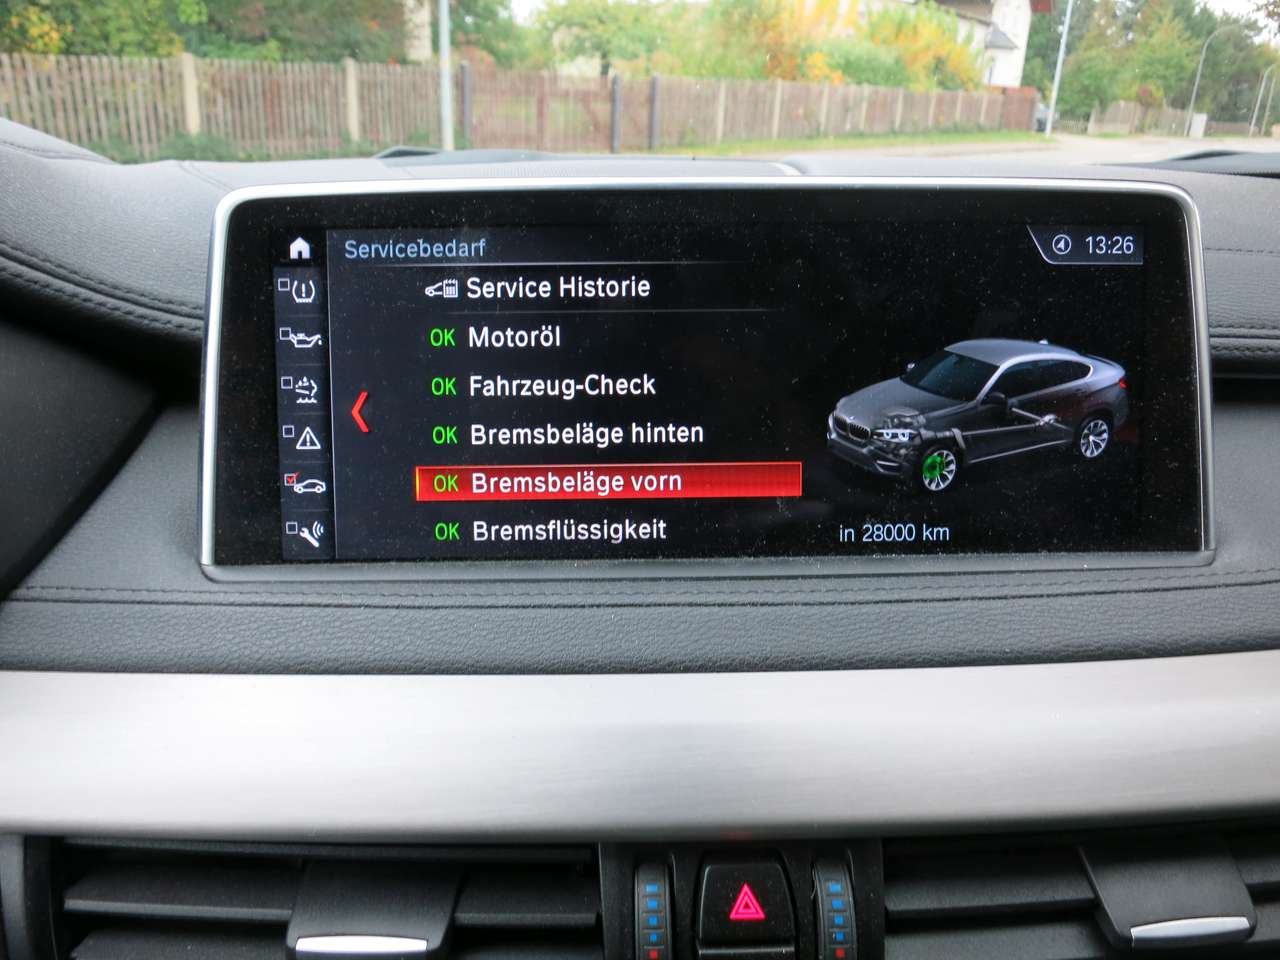 Servicebedarf
13:26
Service Historie
OK Motoröl
OK Fahrzeug-Check
OK Bremsbeläge hinten
OK Bremsbeläge vorn
OK Bremsflüssigkeit
in 28000 km